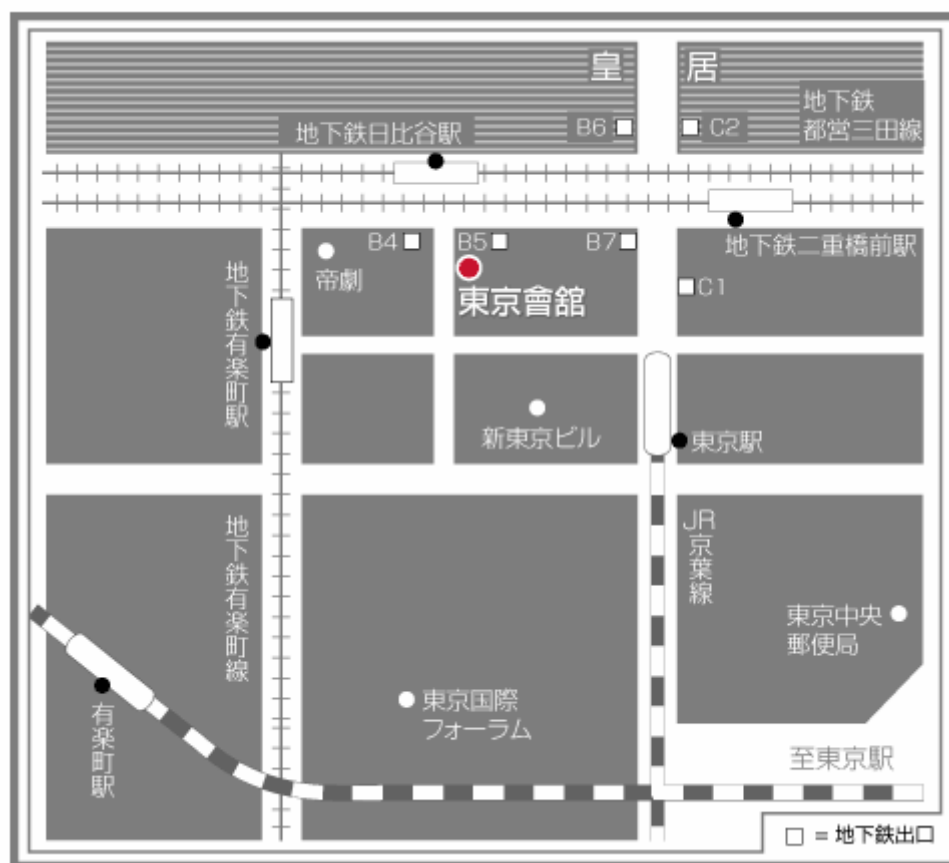 皇居
地下鉄
都営三田線
地下鉄日比谷駅
B6
C2
B4
B5
B7
地下鉄二重橋前駅
帝劇
C1
東京會舘
地下鉄有楽町駅
新東京ビル
東京駅
地下鉄有楽町線
JR京葉線
東京中央
郵便局
有楽町駅
東京国際
フォーラム
至東京駅
□ = 地下鉄出口